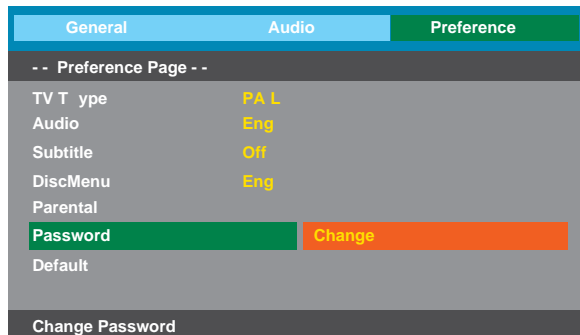 General Audio Preference
- - Preference Page - -
TV T ype PA L
Audio Eng
Subtitle Off
DiscMenu Eng
Parental
Password Change
Default
Change Password